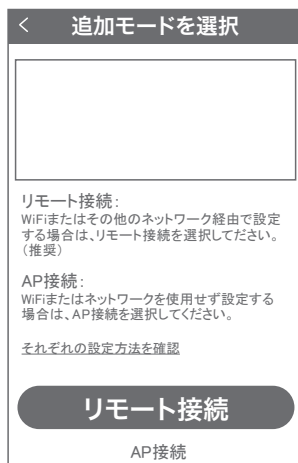 < 追加モードを選択
リモート接続：
WiFiまたはその他のネットワーク経由で設定
する場合は、リモート接続を選択してださい。
（推奨）
AP接続：
WiFiまたはネットワークを使用せず設定する
場合は、AP接続を選択してください。
それぞれの設定方法を確認
リモート接続
AP接続